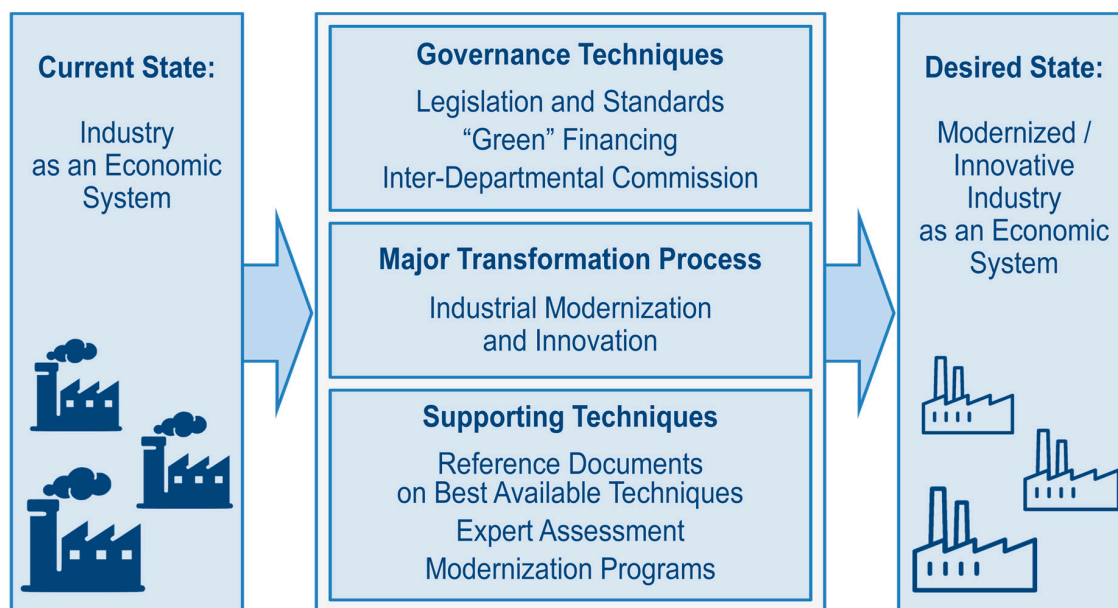 Current State:
Industry
as an Economic
System
Governance Techniques
Legislation and Standards
“Green” Financing
Inter-Departmental Commission
Major Transformation Process
Industrial Modernization
and Innovation
Supporting Techniques
Reference Documents
on Best Available Techniques
Expert Assessment
Modernization Programs
Desired State:
Modernized /
Innovative
Industry
as an Economic
System